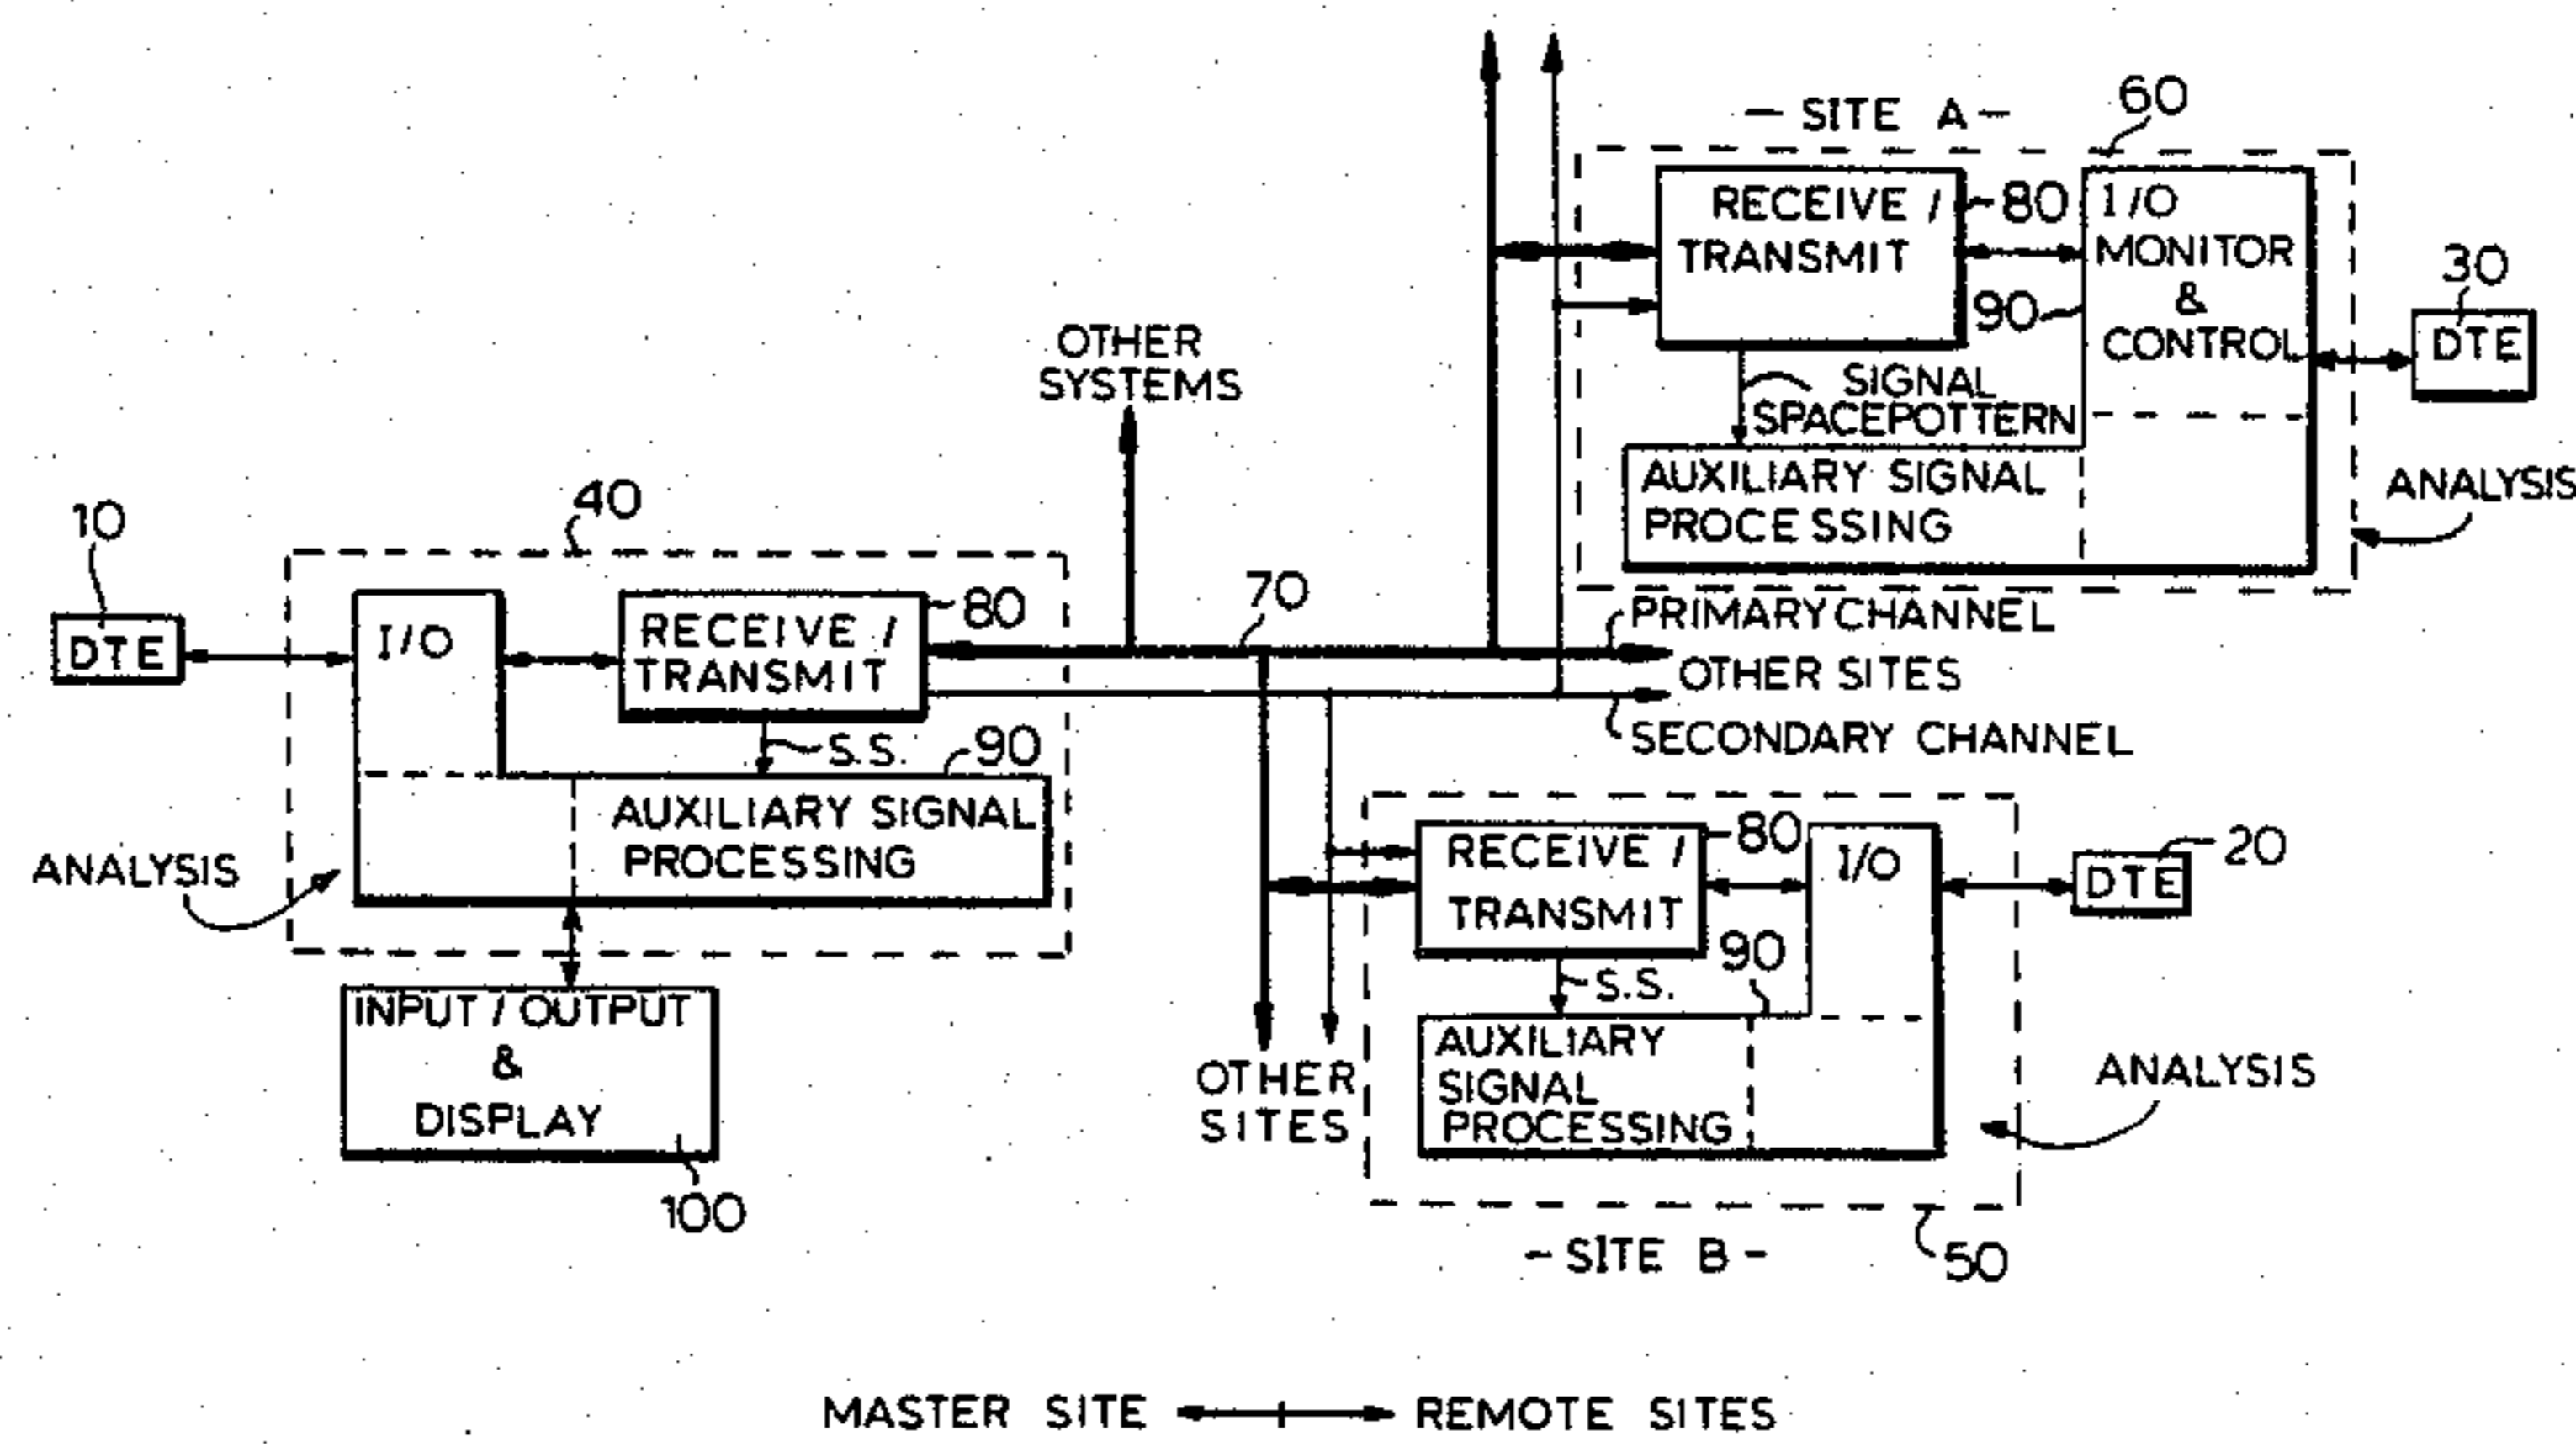 - SITE A -
60
RECEIVE /
TRANSMIT
80
I/O
MONITOR
&
CONTROL
90
30
DTE
SIGNAL
SPACEPOTTERN
AUXILIARY SIGNAL
PROCESSING
ANALYSIS
OTHER
SYSTEMS
10
DTE
40
I/O
RECEIVE /
TRANSMIT
80
S.S.
90
AUXILIARY SIGNAL
PROCESSING
ANALYSIS
INPUT / OUTPUT
&
DISPLAY
100
70
PRIMARY CHANNEL
OTHER SITES
SECONDARY CHANNEL
RECEIVE /
TRANSMIT
80
I/O
20
DTE
S.S.
90
AUXILIARY
SIGNAL
PROCESSING
ANALYSIS
OTHER
SITES
- SITE B -
50
MASTER SITE
REMOTE SITES